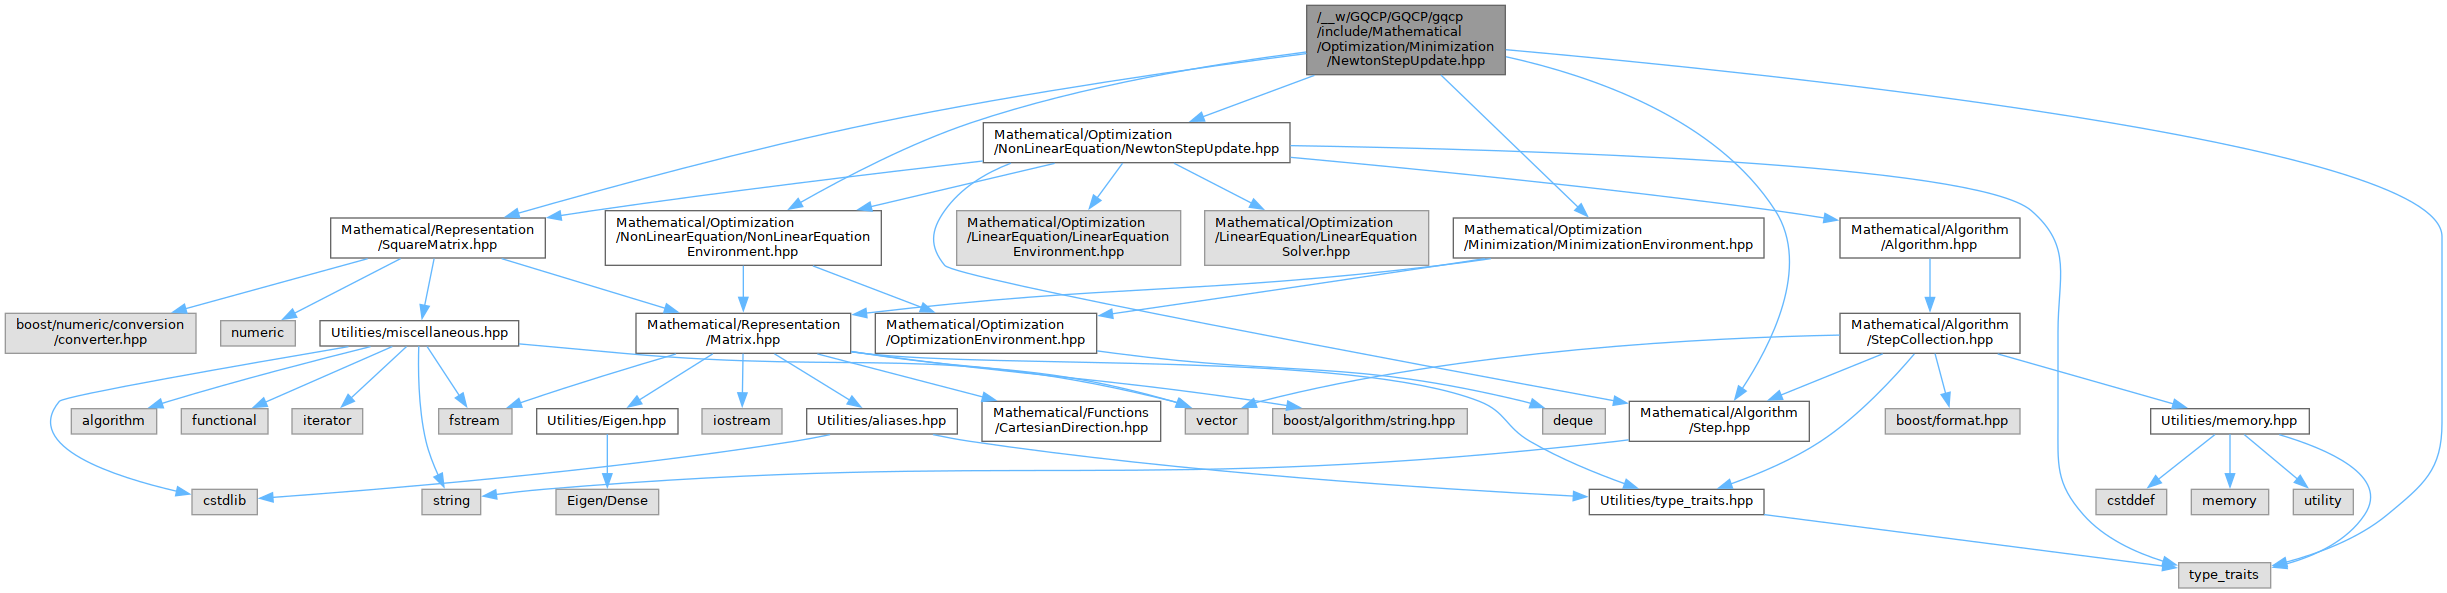 /__w/GQCP/GQCP/gqcp
/include/Mathematical
/Optimization/Minimization
/NewtonStepUpdate.hpp
Mathematical/Optimization
/NonLinearEquation/NewtonStepUpdate.hpp
Mathematical/Representation
/SquareMatrix.hpp
Mathematical/Optimization
/NonLinearEquation/NonLinearEquation
Environment.hpp
Mathematical/Optimization
/LinearEquation/LinearEquation
Environment.hpp
Mathematical/Optimization
/LinearEquation/LinearEquation
Solver.hpp
Mathematical/Optimization
/Minimization/MinimizationEnvironment.hpp
Mathematical/Algorithm
/Algorithm.hpp
boost/numeric/conversion
/converter.hpp
numeric
Utilities/miscellaneous.hpp
Mathematical/Representation
/Matrix.hpp
Mathematical/Optimization
/OptimizationEnvironment.hpp
Mathematical/Algorithm
/StepCollection.hpp
algorithm
functional
iterator
fstream
Utilities/Eigen.hpp
iostream
Utilities/aliases.hpp
Mathematical/Functions
/CartesianDirection.hpp
vector
boost/algorithm/string.hpp
deque
Mathematical/Algorithm
/Step.hpp
boost/format.hpp
Utilities/memory.hpp
cstdlib
string
Eigen/Dense
Utilities/type_traits.hpp
cstddef
memory
utility
type_traits